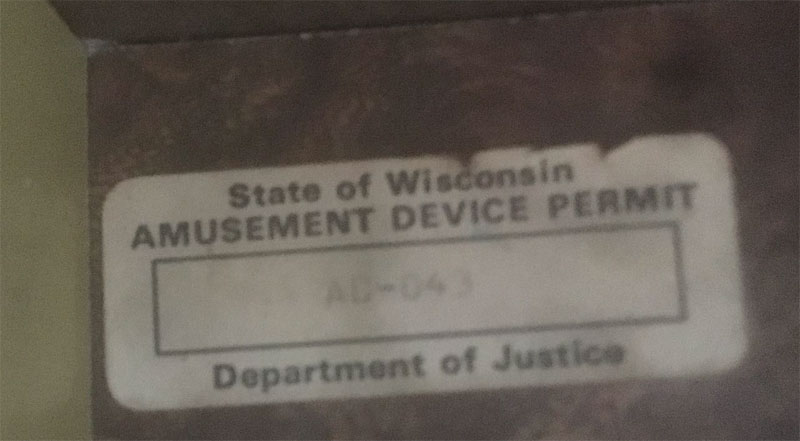 State of Wisconsin
AMUSEMENT DEVICE PERMIT
Department of Justice